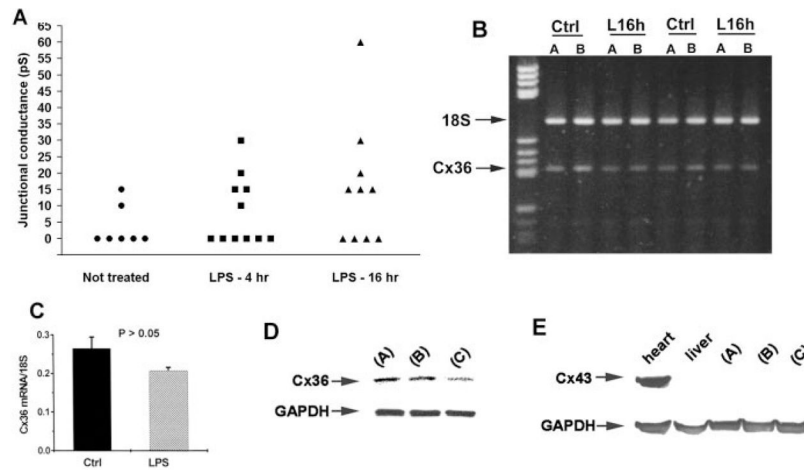 A
Junctional conductance (pS)
65
60
55
50
45
40
35
30
25
20
15
10
5
0
Not treated LPS - 4 hr LPS - 16 hr
B
Ctrl L16h Ctrl L16h
A B A B A B A B
18S
Cx36
C
P > 0.05
Cx36 mRNA/18S
0.3
0.2
0.1
0.0
Ctrl LPS
D
(A) (B) (C)
Cx36
GAPDH
E
heart liver (A) (B) (C)
Cx43
GAPDH